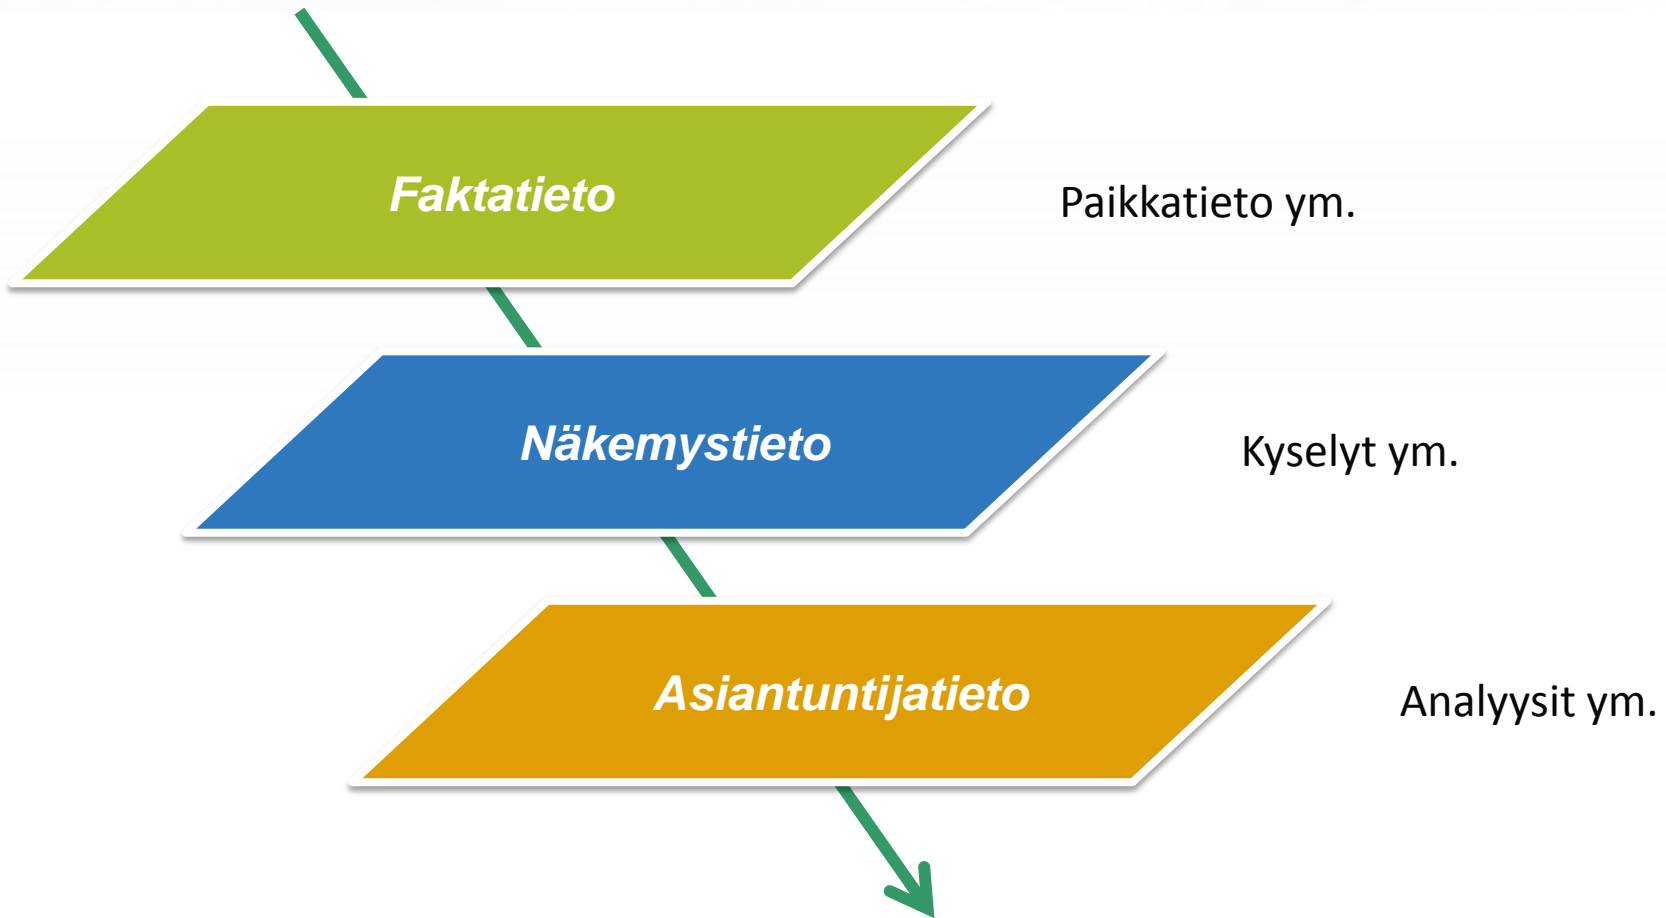 Faktatieto
Paikkatieto ym.
Näkemystieto
Kyselyt ym.
Asiantuntijatieto
Analyysit ym.